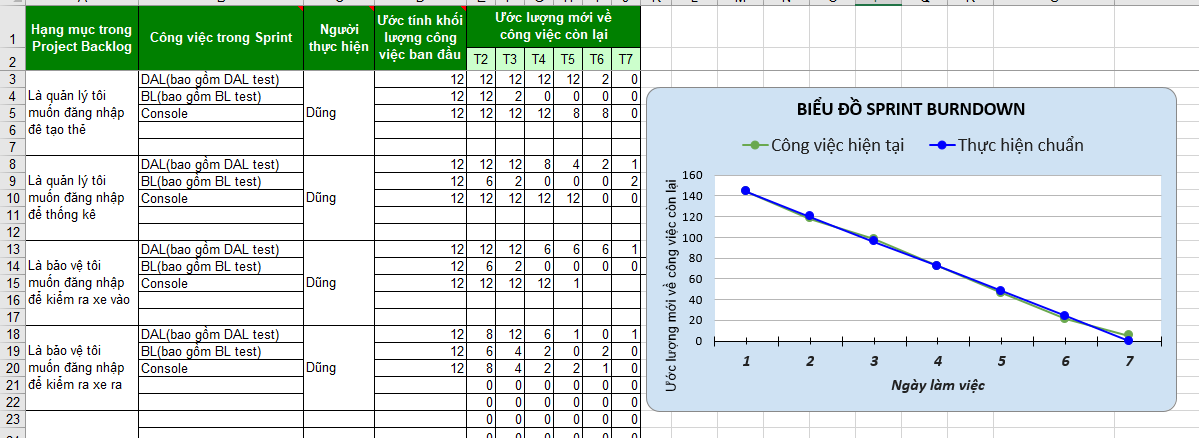 Hạng mục trong Project Backlog | Công việc trong Sprint | Người thực hiện | Ước tính khối lượng công việc ban đầu | Ước lượng mới về công việc còn lại
1
2 T2 T3 T4 T5 T6 T7
3 DAL(bao gồm DAL test) 12 12 12 12 12 2 0
4 Là quản lý tôi BL(bao gồm BL test) 12 12 2 0 0 0 0
5 muốn đăng nhập Console Dũng 12 12 12 12 8 8 0
6 để tạo thẻ
7
8 DAL(bao gồm DAL test) 12 12 12 8 4 2 1
9 Là quản lý tôi BL(bao gồm BL test) 12 6 2 0 0 0 2
10 muốn đăng nhập Console Dũng 12 12 12 12 12 0 0
11 để thống kê
12
13 DAL(bao gồm DAL test) 12 12 12 6 6 6 1
14 Là bảo vệ tôi BL(bao gồm BL test) 12 6 2 0 0 0 0
15 muốn đăng nhập Console Dũng 12 12 12 12 1
16 để kiểm ra xe vào
17
18 DAL(bao gồm DAL test) 12 8 12 6 1 0 1
19 Là bảo vệ tôi BL(bao gồm BL test) 12 6 4 2 0 2 0
20 muốn đăng nhập Console Dũng 12 8 4 2 2 1 0
21 để kiểm ra xe ra 0 0 0 0 0 0
22 0 0 0 0 0 0
23 0 0 0 0 0 0
0 0 0 0 0 0
BIỂU ĐỒ SPRINT BURNDOWN
Công việc hiện tại Thực hiện chuẩn
Ước lượng mới về công việc còn lại
160
140
120
100
80
60
40
20
0
1 2 3 4 5 6 7
Ngày làm việc